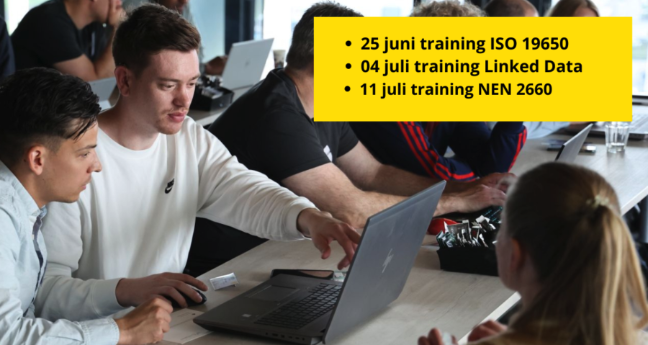 • 25 juni training ISO 19650
• 04 juli training Linked Data
• 11 juli training NEN 2660